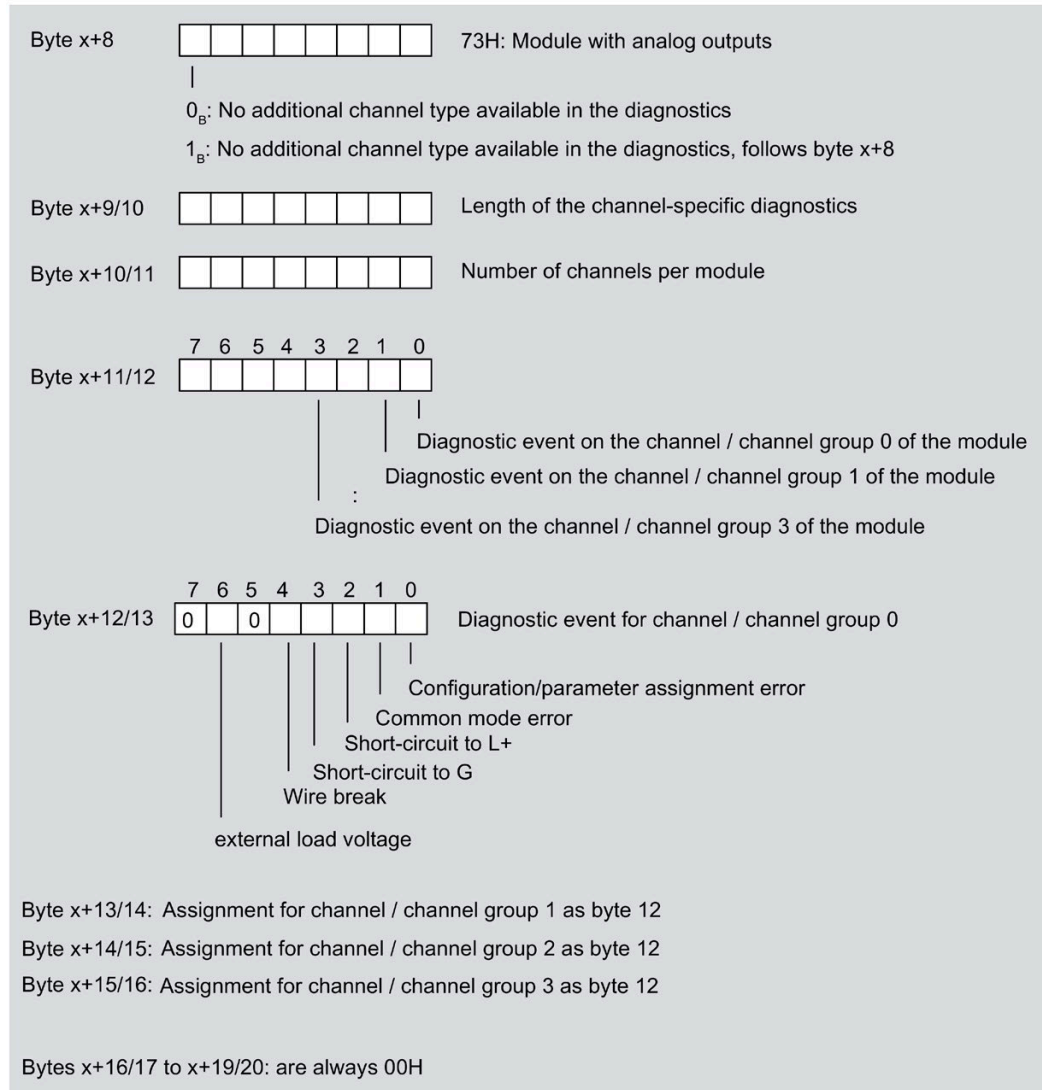 Byte x+8 73H: Module with analog outputs
0B: No additional channel type available in the diagnostics
1B: No additional channel type available in the diagnostics, follows byte x+8
Byte x+9/10 Length of the channel-specific diagnostics
Byte x+10/11 Number of channels per module
7 6 5 4 3 2 1 0
Byte x+11/12
Diagnostic event on the channel / channel group 0 of the module
Diagnostic event on the channel / channel group 1 of the module
:
Diagnostic event on the channel / channel group 3 of the module
7 6 5 4 3 2 1 0
Byte x+12/13 0 0 Diagnostic event for channel / channel group 0
Configuration/parameter assignment error
Common mode error
Short-circuit to L+
Short-circuit to G
Wire break
external load voltage
Byte x+13/14: Assignment for channel / channel group 1 as byte 12
Byte x+14/15: Assignment for channel / channel group 2 as byte 12
Byte x+15/16: Assignment for channel / channel group 3 as byte 12
Bytes x+16/17 to x+19/20: are always 00H